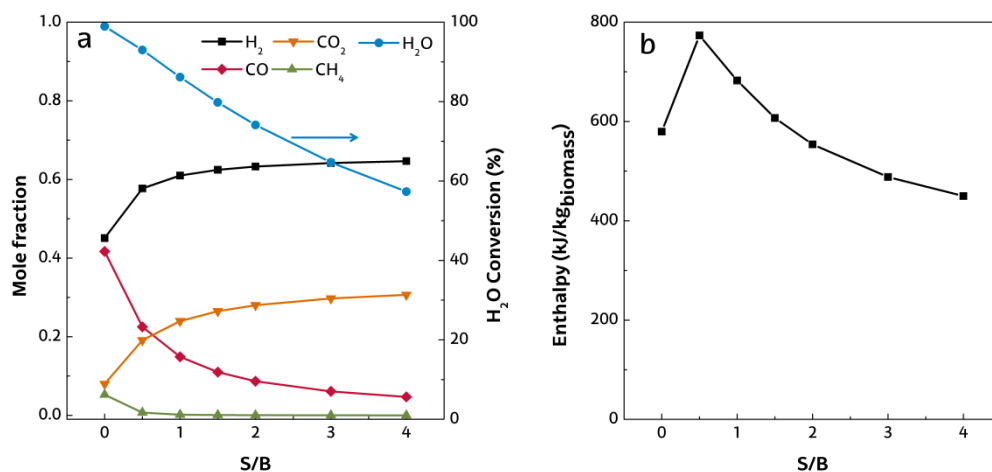 a
H₂ CO₂ H₂O
CO CH₄
Mole fraction
1.0
0.8
0.6
0.4
0.2
0.0
H₂O Conversion (%)
100
80
60
40
20
0
0 1 2 3 4
S/B
b
Enthalpy (kJ/kg_biomass)
800
600
400
200
0
0 1 2 3 4
S/B